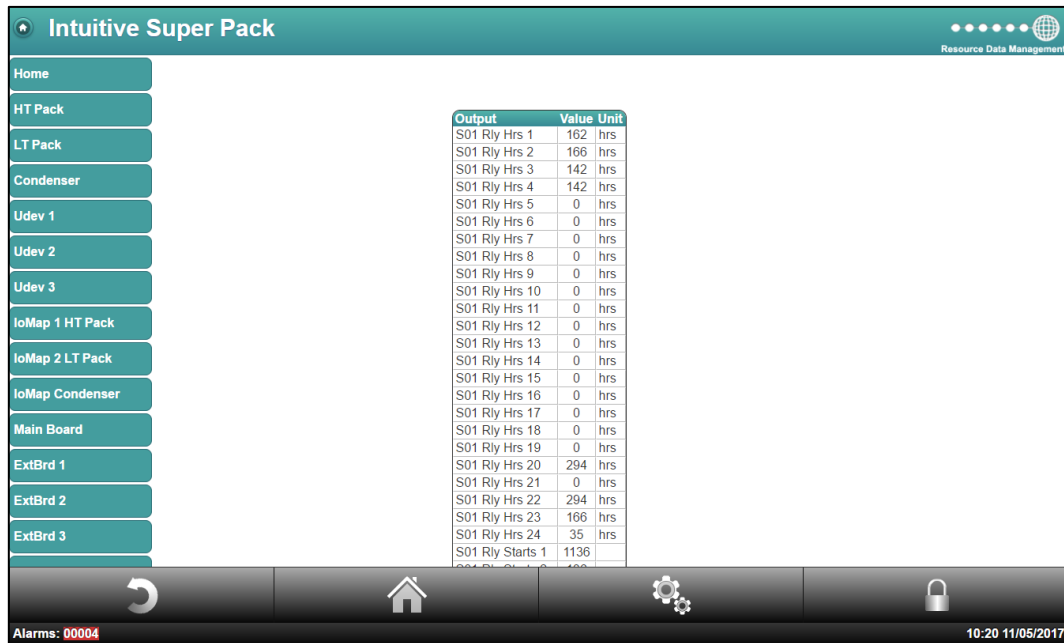 Intuitive Super Pack
Resource Data Management
Home
HT Pack
LT Pack
Condenser
Udev 1
Udev 2
Udev 3
IoMap 1 HT Pack
IoMap 2 LT Pack
IoMap Condenser
Main Board
ExtBrd 1
ExtBrd 2
ExtBrd 3
Output Value Unit
S01 Rly Hrs 1 162 hrs
S01 Rly Hrs 2 166 hrs
S01 Rly Hrs 3 142 hrs
S01 Rly Hrs 4 142 hrs
S01 Rly Hrs 5 0 hrs
S01 Rly Hrs 6 0 hrs
S01 Rly Hrs 7 0 hrs
S01 Rly Hrs 8 0 hrs
S01 Rly Hrs 9 0 hrs
S01 Rly Hrs 10 0 hrs
S01 Rly Hrs 11 0 hrs
S01 Rly Hrs 12 0 hrs
S01 Rly Hrs 13 0 hrs
S01 Rly Hrs 14 0 hrs
S01 Rly Hrs 15 0 hrs
S01 Rly Hrs 16 0 hrs
S01 Rly Hrs 17 0 hrs
S01 Rly Hrs 18 0 hrs
S01 Rly Hrs 19 0 hrs
S01 Rly Hrs 20 294 hrs
S01 Rly Hrs 21 0 hrs
S01 Rly Hrs 22 294 hrs
S01 Rly Hrs 23 166 hrs
S01 Rly Hrs 24 35 hrs
S01 Rly Starts 1 1136
Alarms: 00004
10:20 11/05/2017